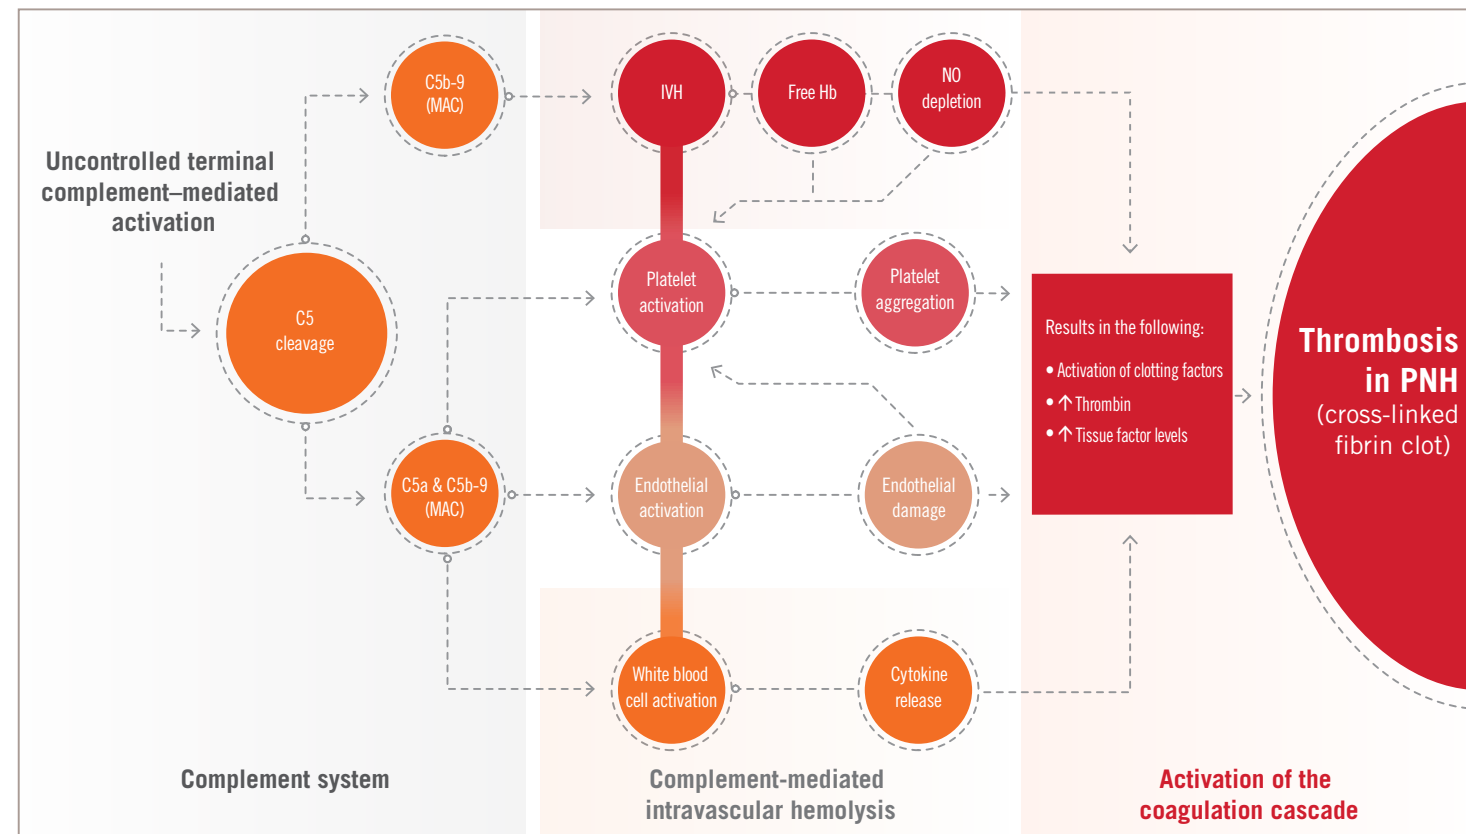 Uncontrolled terminal
complement–mediated
activation
C5
cleavage
C5b-9
(MAC)
C5a & C5b-9
(MAC)
Complement system
IVH
Free Hb
NO
depletion
Platelet
activation
Platelet
aggregation
Endothelial
activation
Endothelial
damage
White blood
cell activation
Cytokine
release
Complement-mediated
intravascular hemolysis
Results in the following:
• Activation of clotting factors
• ↑ Thrombin
• ↑ Tissue factor levels
Thrombosis
in PNH
(cross-linked
fibrin clot)
Activation of the
coagulation cascade